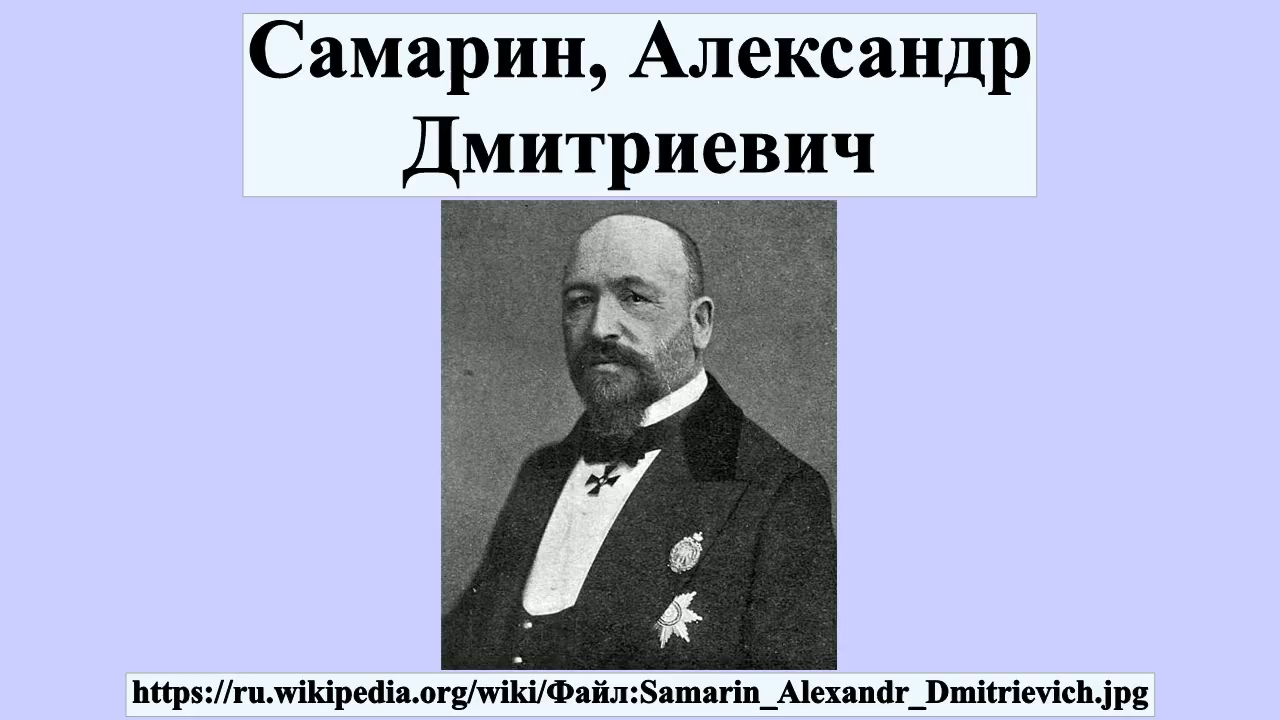 Самарин, Александр
Дмитриевич
https://ru.wikipedia.org/wiki/Файл:Samarin_Alexandr_Dmitrievich.jpg